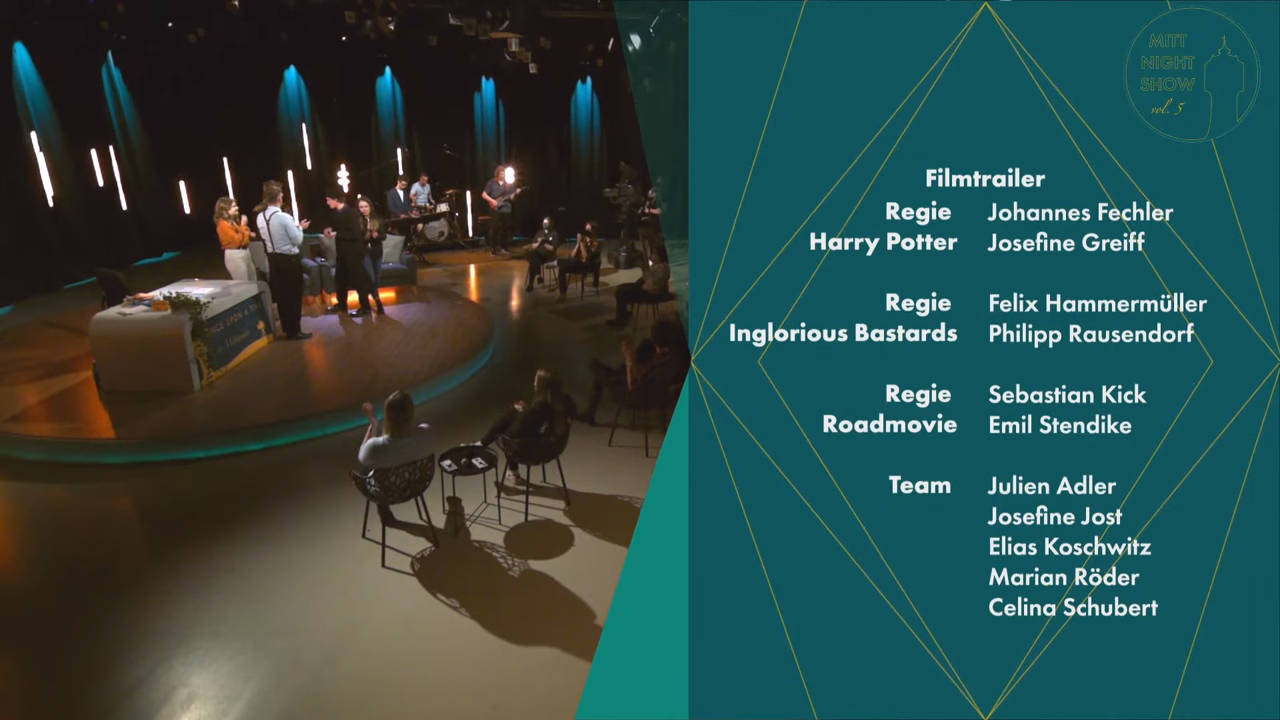 MITT
NIGHT
SHOW
vol. 5
Filmtrailer
Regie Johannes Fechler
Harry Potter Josefine Greiff
Regie Felix Hammermüller
Inglorious Bastards Philipp Rausendorf
Regie Sebastian Kick
Roadmovie Emil Stendike
Team Julien Adler
Josefine Jost
Elias Koschwitz
Marian Röder
Celina Schubert
UPON A